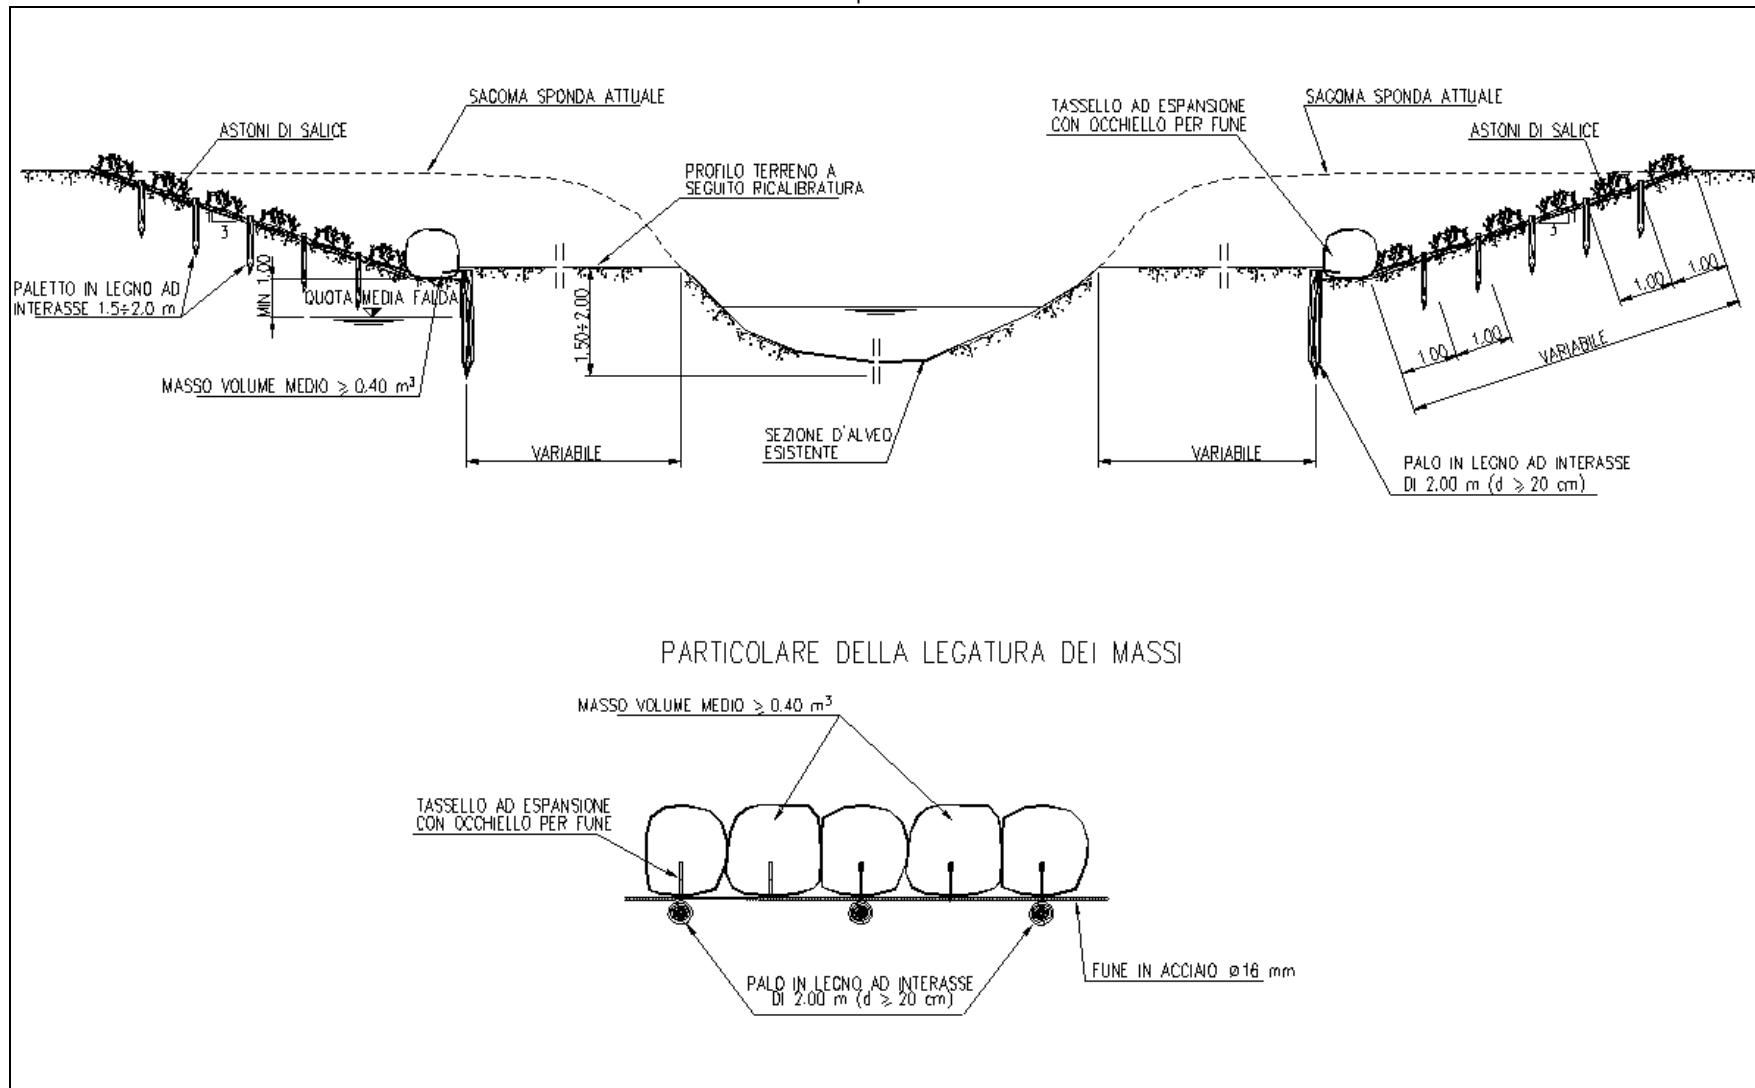 SAGOMA SPONDA ATTUALE
ASTONI DI SALICE
PROFILO TERRENO A
SEGUITO RICALIBRATURA
TASSELLO AD ESPANSIONE
CON OCCHIELLO PER FUNE
SAGOMA SPONDA ATTUALE
ASTONI DI SALICE
3
3
PALETTO IN LEGNO AD
INTERASSE 1.5÷2.0 m
MIN 1.00
QUOTA MEDIA FALDA
1.50÷2.00
MASSO VOLUME MEDIO ≥ 0.40 m³
VARIABILE
SEZIONE D'ALVEO
ESISTENTE
VARIABILE
1.00
1.00
1.00
1.00
VARIABILE
PALO IN LEGNO AD INTERASSE
DI 2.00 m (d ≥ 20 cm)
PARTICOLARE DELLA LEGATURA DEI MASSI
MASSO VOLUME MEDIO ≥ 0.40 m³
TASSELLO AD ESPANSIONE
CON OCCHIELLO PER FUNE
FUNE IN ACCIAIO Ø16 mm
PALO IN LEGNO AD INTERASSE
DI 2.00 m (d ≥ 20 cm)